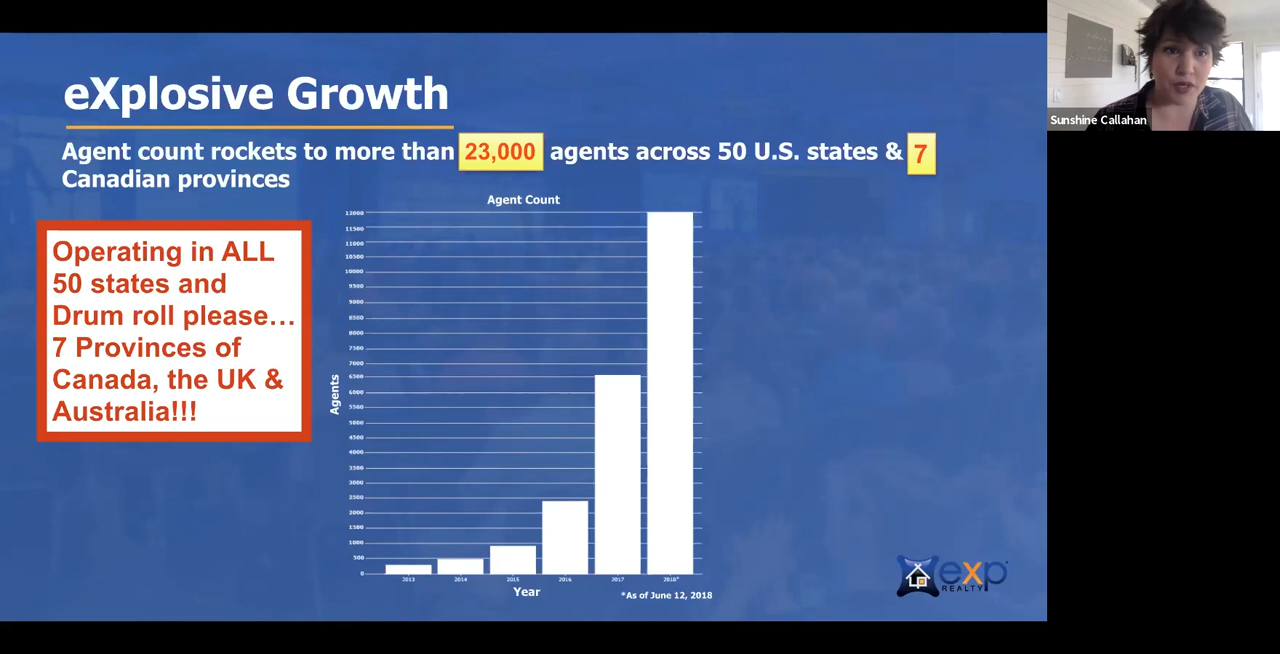 eXplosive Growth
Agent count rockets to more than 23,000 agents across 50 U.S. states & 7
Canadian provinces
Operating in ALL
50 states and
Drum roll please…
7 Provinces of
Canada, the UK &
Australia!!!
Agent Count
12000
11500
11000
10500
10000
9500
9000
8500
8000
7500
7000
6500
6000
5500
5000
4500
4000
3500
3000
2500
2000
1500
1000
500
0
Agents
2013 2014 2015 2016 2017 2018*
Year
*As of June 12, 2018
exp
REALTY
Sunshine Callahan